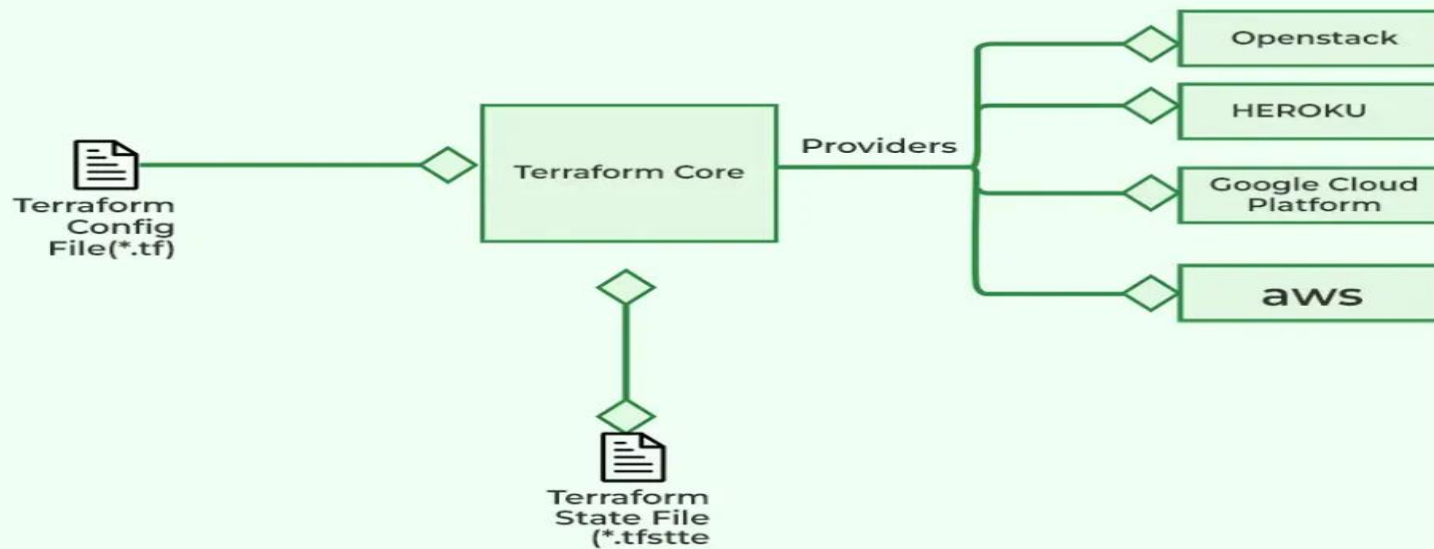 Openstack
HEROKU
Providers
Terraform Core
Google Cloud
Platform
Terraform
Config
File(*.tf)
aws
Terraform
State File
(*.tfstte